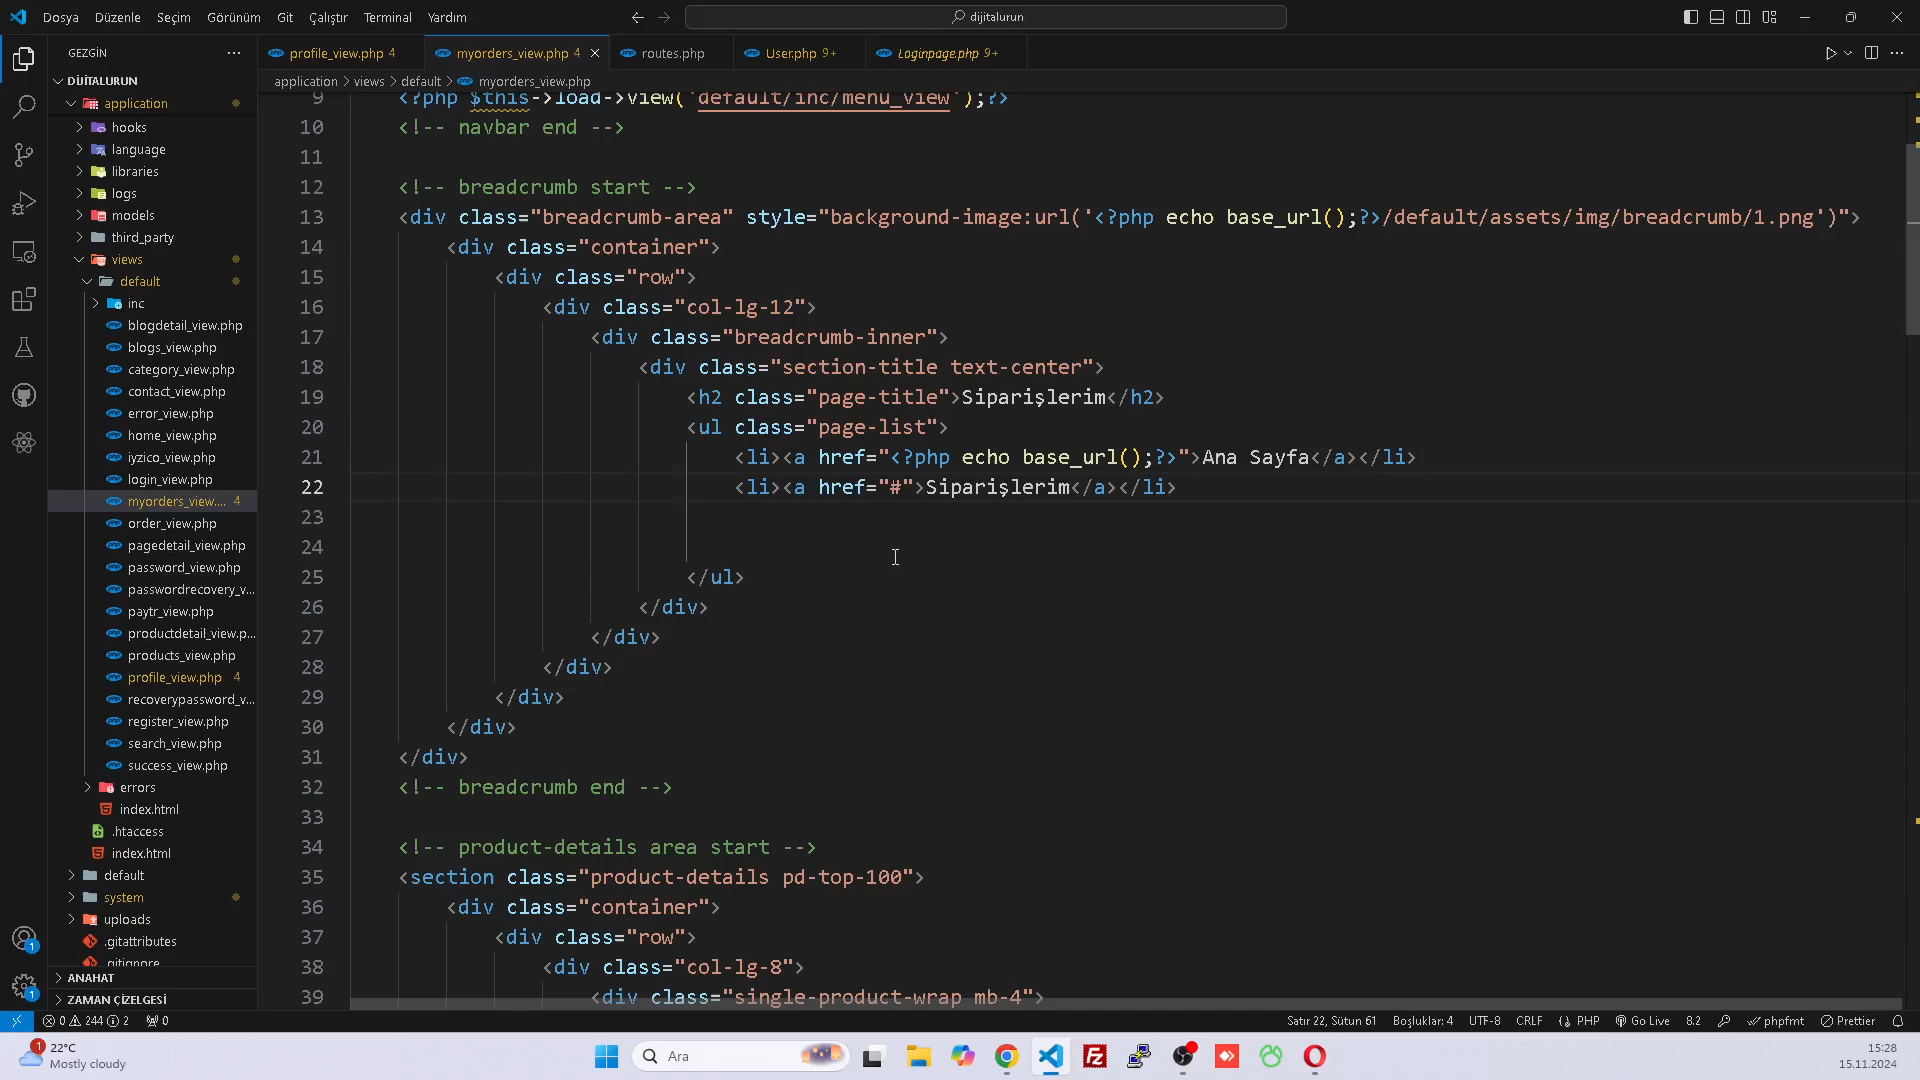 Dosya Düzenle Seçim Görünüm Git Çalıştır Terminal Yardım dijitalurun
GEZGİN
profile_view.php 4 myorders_view.php 4 routes.php User.php 9+ Loginpage.php 9+
DIJITALURUN
application > views > default > myorders_view.php
application
hooks
language
libraries
logs
models
third_party
views
default
inc
blogdetail_view.php
blogs_view.php
category_view.php
contact_view.php
error_view.php
home_view.php
iyzico_view.php
login_view.php
myorders_view.... 4
order_view.php
pagedetail_view.php
password_view.php
passwordrecovery_v...
paytr_view.php
productdetail_view.p...
products_view.php
profile_view.php 4
recoverypassword_v...
register_view.php
search_view.php
success_view.php
errors
index.html
.htaccess
index.html
default
system
uploads
.gitattributes
.gitignore
ANAHAT
ZAMAN ÇİZELGESİ
9 <?php $this->load->view('default/inc/menu_view');?>
10 <!-- navbar end -->
11
12 <!-- breadcrumb start -->
13 <div class="breadcrumb-area" style="background-image:url('<?php echo base_url();?>/default/assets/img/breadcrumb/1.png')">
14 <div class="container">
15 <div class="row">
16 <div class="col-lg-12">
17 <div class="breadcrumb-inner">
18 <div class="section-title text-center">
19 <h2 class="page-title">Siparişlerim</h2>
20 <ul class="page-list">
21 <li><a href="<?php echo base_url();?>">Ana Sayfa</a></li>
22 <li><a href="#">Siparişlerim</a></li>
23
24
25 </ul>
26 </div>
27 </div>
28 </div>
29 </div>
30 </div>
31 </div>
32 <!-- breadcrumb end -->
33
34 <!-- product-details area start -->
35 <section class="product-details pd-top-100">
36 <div class="container">
37 <div class="row">
38 <div class="col-lg-8">
39 <div class="single-product-wrap mb-4">
1
1
0 244 2 0 Satır 22, Sütun 61 Boşluklar: 4 UTF-8 CRLF PHP Go Live 8.2 phpfmt Prettier
1
22°C
Mostly cloudy
Ara
15:28
15.11.2024